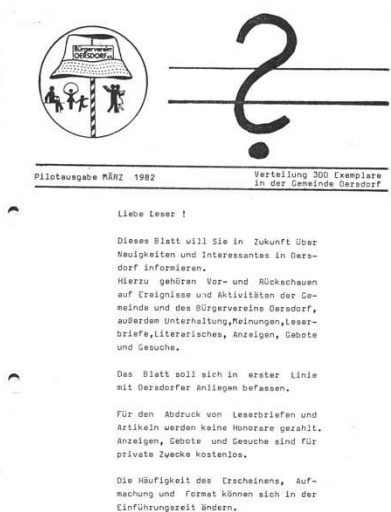 Bürgerverein
OERSDORF e.V.
?
Pilotausgabe MÄRZ 1982
Verteilung 300 Exemplare
in der Gemeinde Oersdorf
Liebe Leser !
Dieses Blatt will Sie in Zukunft über
Neuigkeiten und Interessantes in Oers-
dorf informieren.
Hierzu gehören Vor- und Rückschauen
auf Ereignisse und Aktivitäten der Ge-
meinde und des Bürgervereins Oersdorf,
außerdem Unterhaltung,Meinungen,Leser-
briefe,Literarisches, Anzeigen, Gebote
und Gesuche.
Das Blatt soll sich in erster Linie
mit Oersdorfer Anliegen befassen.
Für den Abdruck von Leserbriefen und
Artikeln werden keine Honorare gezahlt.
Anzeigen, Gebote und Gesuche sind für
private Zwecke kostenlos.
Die Häufigkeit des Erscheinens, Auf-
machung und Format können sich in der
Einführungszeit ändern.